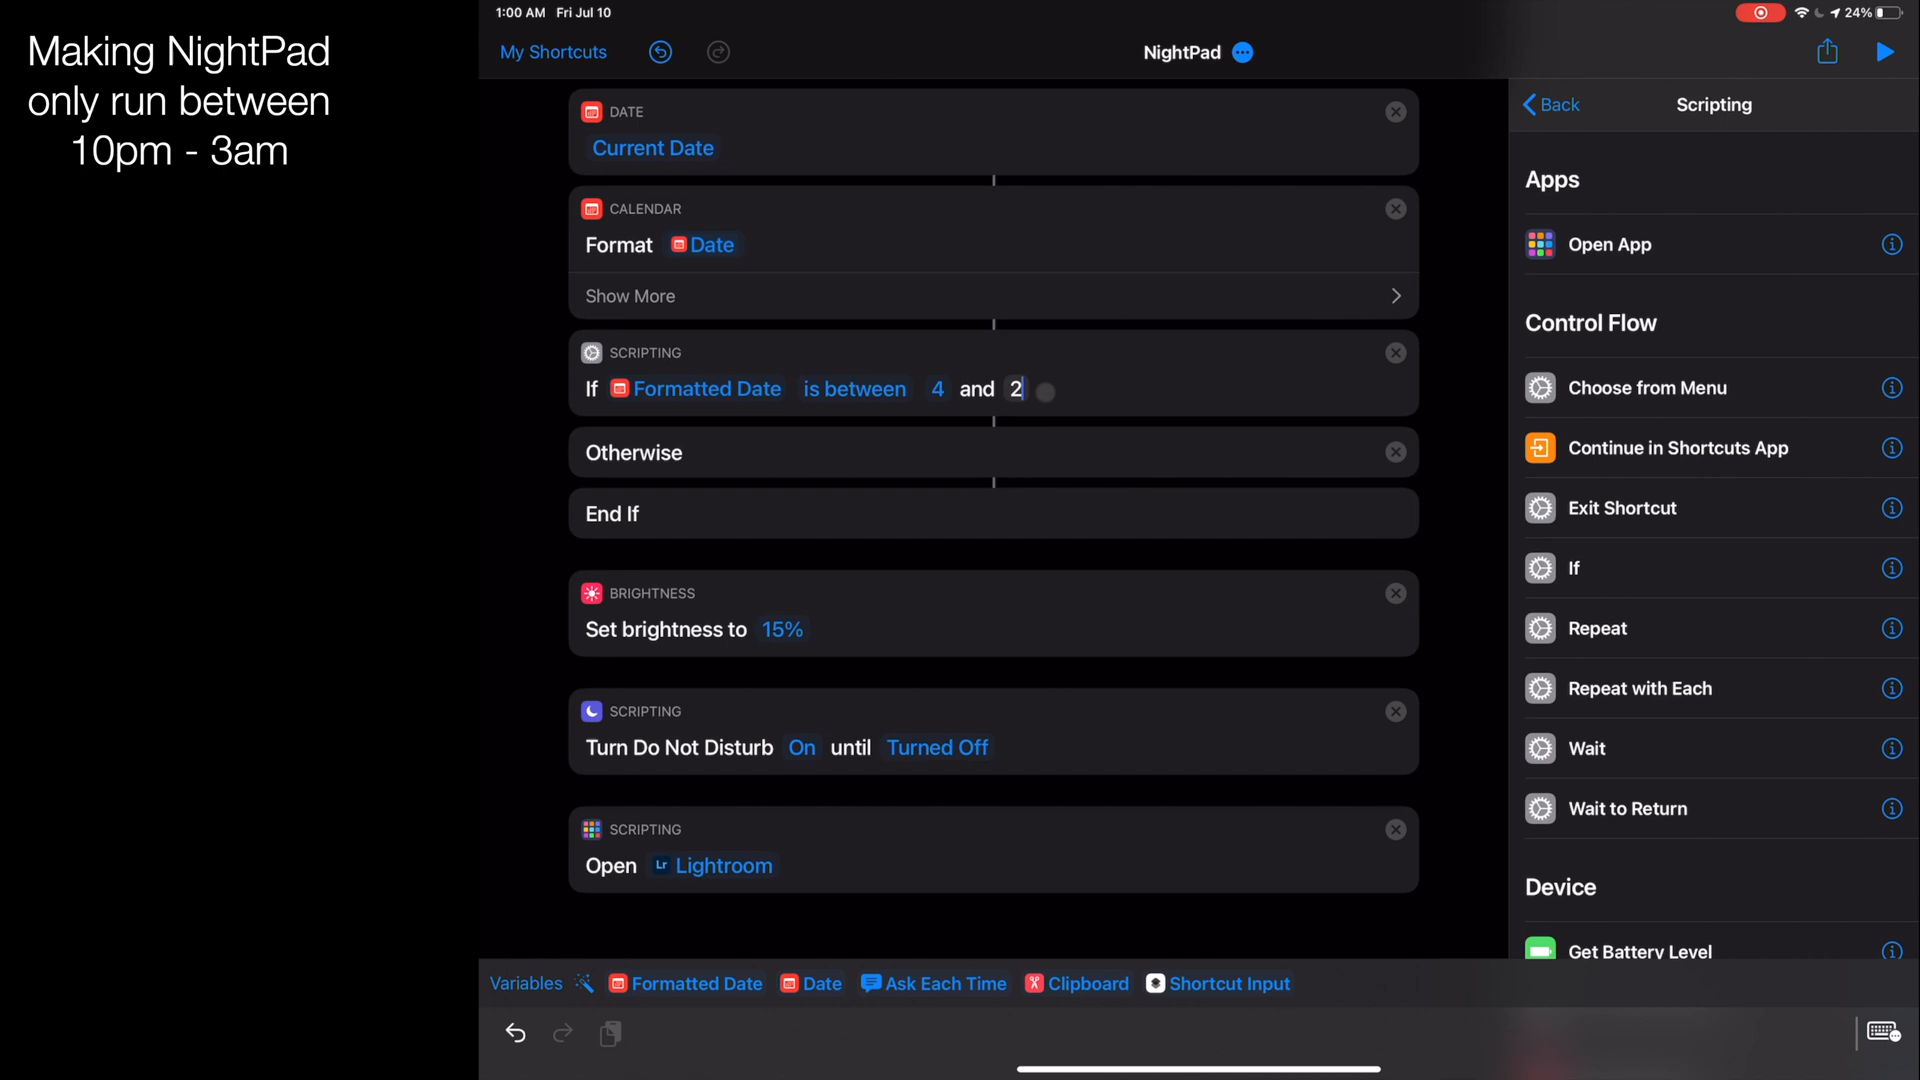 Making NightPad
only run between
10pm - 3am
1:00 AM Fri Jul 10
24%
My Shortcuts
NightPad
DATE
Current Date
CALENDAR
Format Date
Show More
SCRIPTING
If Formatted Date is between 4 and 2
Otherwise
End If
BRIGHTNESS
Set brightness to 15%
SCRIPTING
Turn Do Not Disturb On until Turned Off
SCRIPTING
Open Lr Lightroom
Back
Scripting
Apps
Open App
Control Flow
Choose from Menu
Continue in Shortcuts App
Exit Shortcut
If
Repeat
Repeat with Each
Wait
Wait to Return
Device
Get Battery Level
Variables Formatted Date Date Ask Each Time Clipboard Shortcut Input